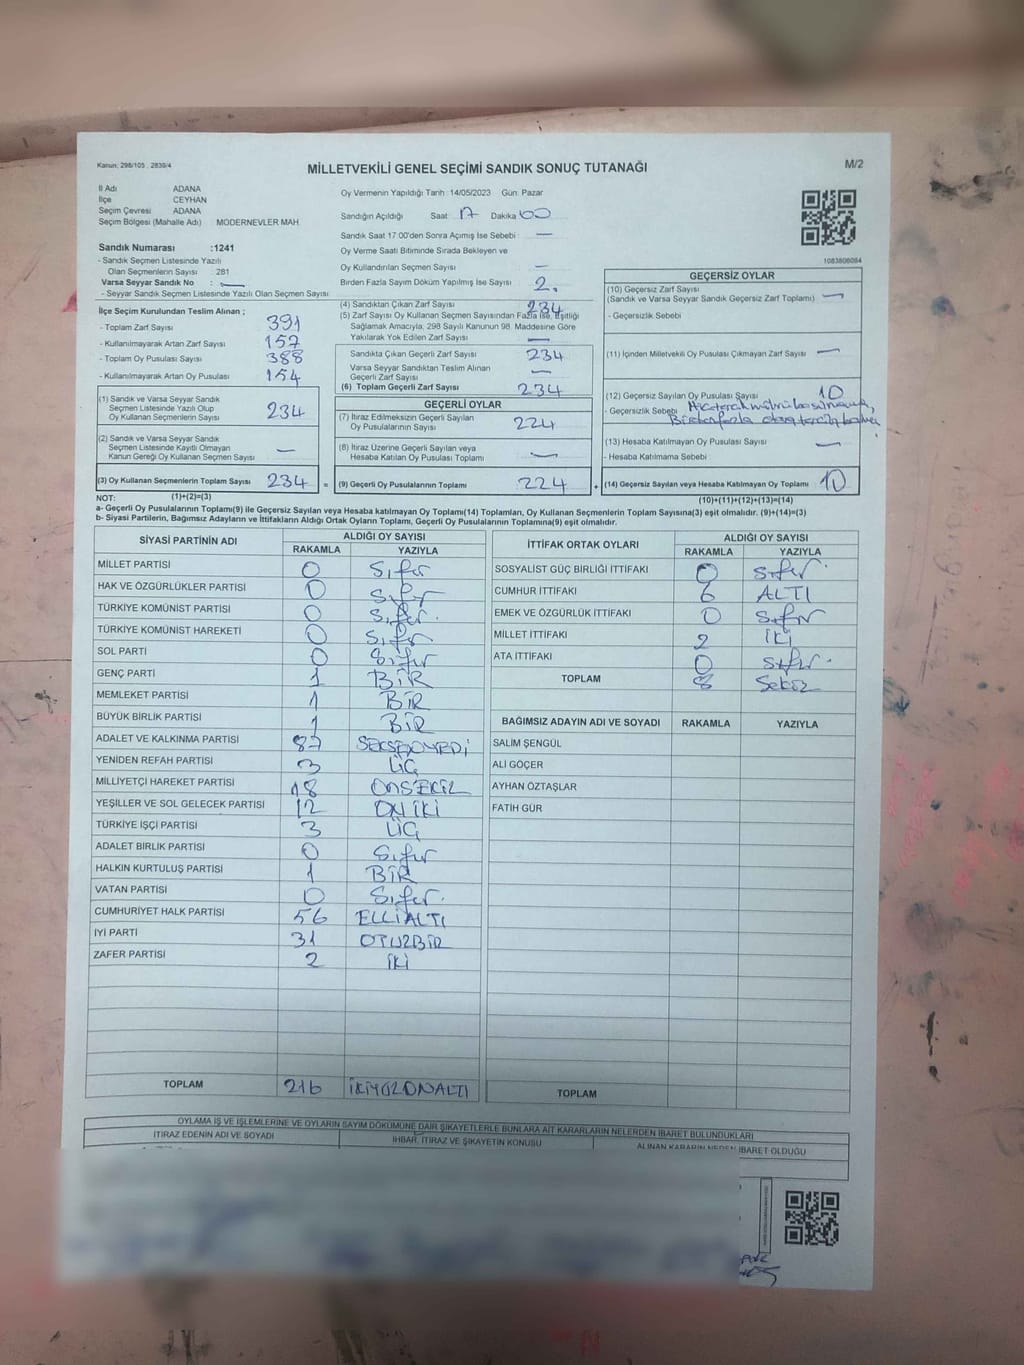 Kanun: 298/105 . 2839/4
MİLLETVEKİLİ GENEL SEÇİMİ SANDIK SONUÇ TUTANAĞI
M/2
İl Adı ADANA
İlçe CEYHAN
Seçim Çevresi ADANA
Seçim Bölgesi (Mahalle Adı) MODERNEVLER MAH.
Sandık Numarası :1241
- Sandık Seçmen Listesinde Yazılı
Olan Seçmenlerin Sayısı : 281
Varsa Seyyar Sandık No : —
- Seyyar Sandık Seçmen Listesinde Yazılı Olan Seçmen Sayısı
İlçe Seçim Kurulundan Teslim Alınan ;
- Toplam Zarf Sayısı 391
- Kullanılmayarak Artan Zarf Sayısı 157
- Toplam Oy Pusulası Sayısı 388
- Kullanılmayarak Artan Oy Pusulası 154
(1) Sandık ve Varsa Seyyar Sandık
Seçmen Listesinde Yazılı Olup
Oy Kullanan Seçmenlerin Sayısı 234
(2) Sandık ve Varsa Seyyar Sandık
Seçmen Listesinde Kayıtlı Olmayan
Kanun Gereği Oy Kullanan Seçmen Sayısı —
(3) Oy Kullanan Seçmenlerin Toplam Sayısı 234 =
Oy Vermenin Yapıldığı Tarih :14/05/2023 Gün: Pazar
Sandığın Açıldığı Saat 17 Dakika 00
Sandık Saat 17:00'den Sonra Açımış İse Sebebi : —
Oy Verme Saati Bitiminde Sırada Bekleyen ve
Oy Kullandırılan Seçmen Sayısı —
Birden Fazla Sayım Döküm Yapılmış İse Sayısı : 2.
(4) Sandıktan Çıkan Zarf Sayısı 234
(5) Zarf Sayısı Oy Kullanan Seçmen Sayısından Fazla İse, Eşitliği
Sağlamak Amacıyla, 298 Sayılı Kanunun 98. Maddesine Göre
Yakılarak Yok Edilen Zarf Sayısı —
Sandıkta Çıkan Geçerli Zarf Sayısı 234
Varsa Seyyar Sandıktan Teslim Alınan
Geçerli Zarf Sayısı —
(6) Toplam Geçerli Zarf Sayısı 234
GEÇERLİ OYLAR
(7) İtiraz Edilmeksizin Geçerli Sayılan
Oy Pusulalarının Sayısı 224
(8) İtiraz Üzerine Geçerli Sayılan veya
Hesaba Katılan Oy Pusulası Toplamı —
(9) Geçerli Oy Pusulalarının Toplamı 224 +
1083806084
GEÇERSİZ OYLAR
(10) Geçersiz Zarf Sayısı
(Sandık ve Varsa Seyyar Sandık Geçersiz Zarf Toplamı) —
- Geçersizlik Sebebi
(11) İçinden Milletvekili Oy Pusulası Çıkmayan Zarf Sayısı —
(12) Geçersiz Sayılan Oy Pusulası Sayısı 10
- Geçersizlik Sebebi
(13) Hesaba Katılmayan Oy Pusulası Sayısı —
- Hesaba Katılmama Sebebi
(14) Geçersiz Sayılan veya Hesaba Katılmayan Oy Toplamı 10
NOT: (1)+(2)=(3) (10)+(11)+(12)+(13)=(14)
a- Geçerli Oy Pusulalarının Toplamı(9) ile Geçersiz Sayılan veya Hesaba katılmayan Oy Toplamı(14) Toplamları, Oy Kullanan Seçmenlerin Toplam Sayısına(3) eşit olmalıdır. (9)+(14)=(3)
b- Siyasi Partilerin, Bağımsız Adayların ve İttifakların Aldığı Ortak Oyların Toplamı, Geçerli Oy Pusulalarının Toplamına(9) eşit olmalıdır.
SİYASİ PARTİNİN ADI ALDIĞI OY SAYISI
RAKAMLA YAZIYLA
MİLLET PARTİSİ 0 Sıfır
HAK VE ÖZGÜRLÜKLER PARTİSİ 0 Sıfır
TÜRKİYE KOMÜNİST PARTİSİ 0 Sıfır.
TÜRKİYE KOMÜNİST HAREKETİ 0 Sıfır
SOL PARTİ 0 Sıfır
GENÇ PARTİ 1 BİR
MEMLEKET PARTİSİ 1 BİR
BÜYÜK BİRLİK PARTİSİ 1 BİR
ADALET VE KALKINMA PARTİSİ 87 SEKSENYEDİ
YENİDEN REFAH PARTİSİ 3 ÜÇ
MİLLİYETÇİ HAREKET PARTİSİ 18 ONSEKİZ
YEŞİLLER VE SOL GELECEK PARTİSİ 12 ON İKİ
TÜRKİYE İŞÇİ PARTİSİ 3 ÜÇ
ADALET BİRLİK PARTİSİ 0 Sıfır
HALKIN KURTULUŞ PARTİSİ 1 BİR
VATAN PARTİSİ 0 Sıfır.
CUMHURİYET HALK PARTİSİ 56 ELLİALTI
İYİ PARTİ 31 OTUZBİR
ZAFER PARTİSİ 2 İKİ
TOPLAM 216 İKİYÜZONALTI
İTTİFAK ORTAK OYLARI ALDIĞI OY SAYISI
RAKAMLA YAZIYLA
SOSYALİST GÜÇ BİRLİĞİ İTTİFAKI 0 Sıfır.
CUMHUR İTTİFAKI 6 ALTI
EMEK VE ÖZGÜRLÜK İTTİFAKI 0 Sıfır
MİLLET İTTİFAKI 2 İKİ
ATA İTTİFAKI 0 Sıfır.
TOPLAM 8 Sekiz
BAĞIMSIZ ADAYIN ADI VE SOYADI RAKAMLA YAZIYLA
SALİM ŞENGÜL
ALİ GÖÇER
AYHAN ÖZTAŞLAR
FATİH GÜR
TOPLAM
OYLAMA İŞ VE İŞLEMLERİNE VE OYLARIN SAYIM DÖKÜMÜNE DAİR ŞİKAYETLERLE BUNLARA AİT KARARLARIN NELERDEN İBARET BULUNDUKLARI
İTİRAZ EDENİN ADI VE SOYADI İHBAR, İTİRAZ VE ŞİKAYETİN KONUSU ALINAN KARARIN NEDEN İBARET OLDUĞU